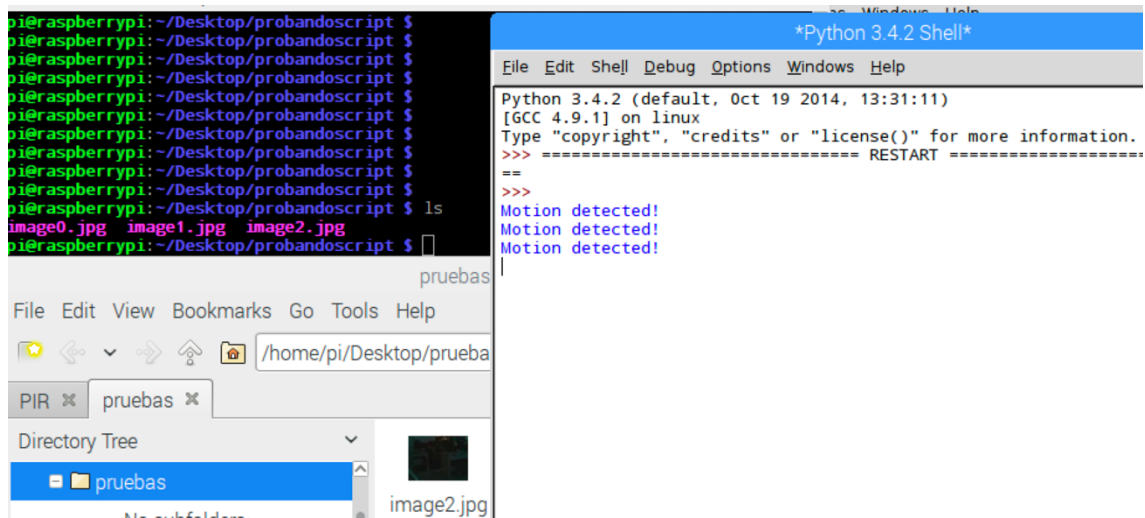 pi@raspberrypi:~/Desktop/probandoscript $
pi@raspberrypi:~/Desktop/probandoscript $
pi@raspberrypi:~/Desktop/probandoscript $
pi@raspberrypi:~/Desktop/probandoscript $
pi@raspberrypi:~/Desktop/probandoscript $
pi@raspberrypi:~/Desktop/probandoscript $
pi@raspberrypi:~/Desktop/probandoscript $
pi@raspberrypi:~/Desktop/probandoscript $
pi@raspberrypi:~/Desktop/probandoscript $
pi@raspberrypi:~/Desktop/probandoscript $
pi@raspberrypi:~/Desktop/probandoscript $ ls
image0.jpg image1.jpg image2.jpg
pi@raspberrypi:~/Desktop/probandoscript $
pruebas
File Edit View Bookmarks Go Tools Help
/home/pi/Desktop/prueba
PIR pruebas
Directory Tree
pruebas
No subfolders
image2.jpg
Windows Help
*Python 3.4.2 Shell*
File Edit Shell Debug Options Windows Help
Python 3.4.2 (default, Oct 19 2014, 13:31:11)
[GCC 4.9.1] on linux
Type "copyright", "credits" or "license()" for more information.
>>> ================================ RESTART ====================
==
>>>
Motion detected!
Motion detected!
Motion detected!